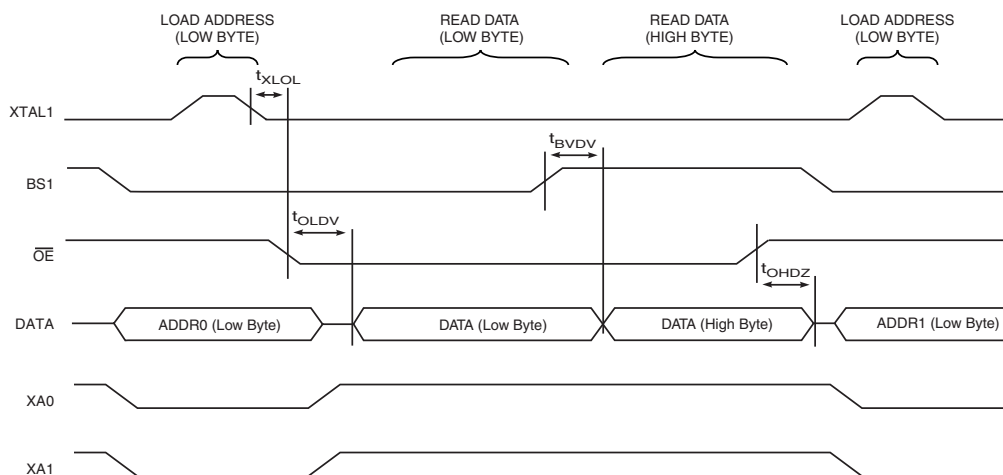 LOAD ADDRESS
(LOW BYTE)
READ DATA
(LOW BYTE)
READ DATA
(HIGH BYTE)
LOAD ADDRESS
(LOW BYTE)
tXLOL
XTAL1
tBVDV
BS1
tOLDV
OE
tOHDZ
DATA
ADDR0 (Low Byte)
DATA (Low Byte)
DATA (High Byte)
ADDR1 (Low Byte)
XA0
XA1